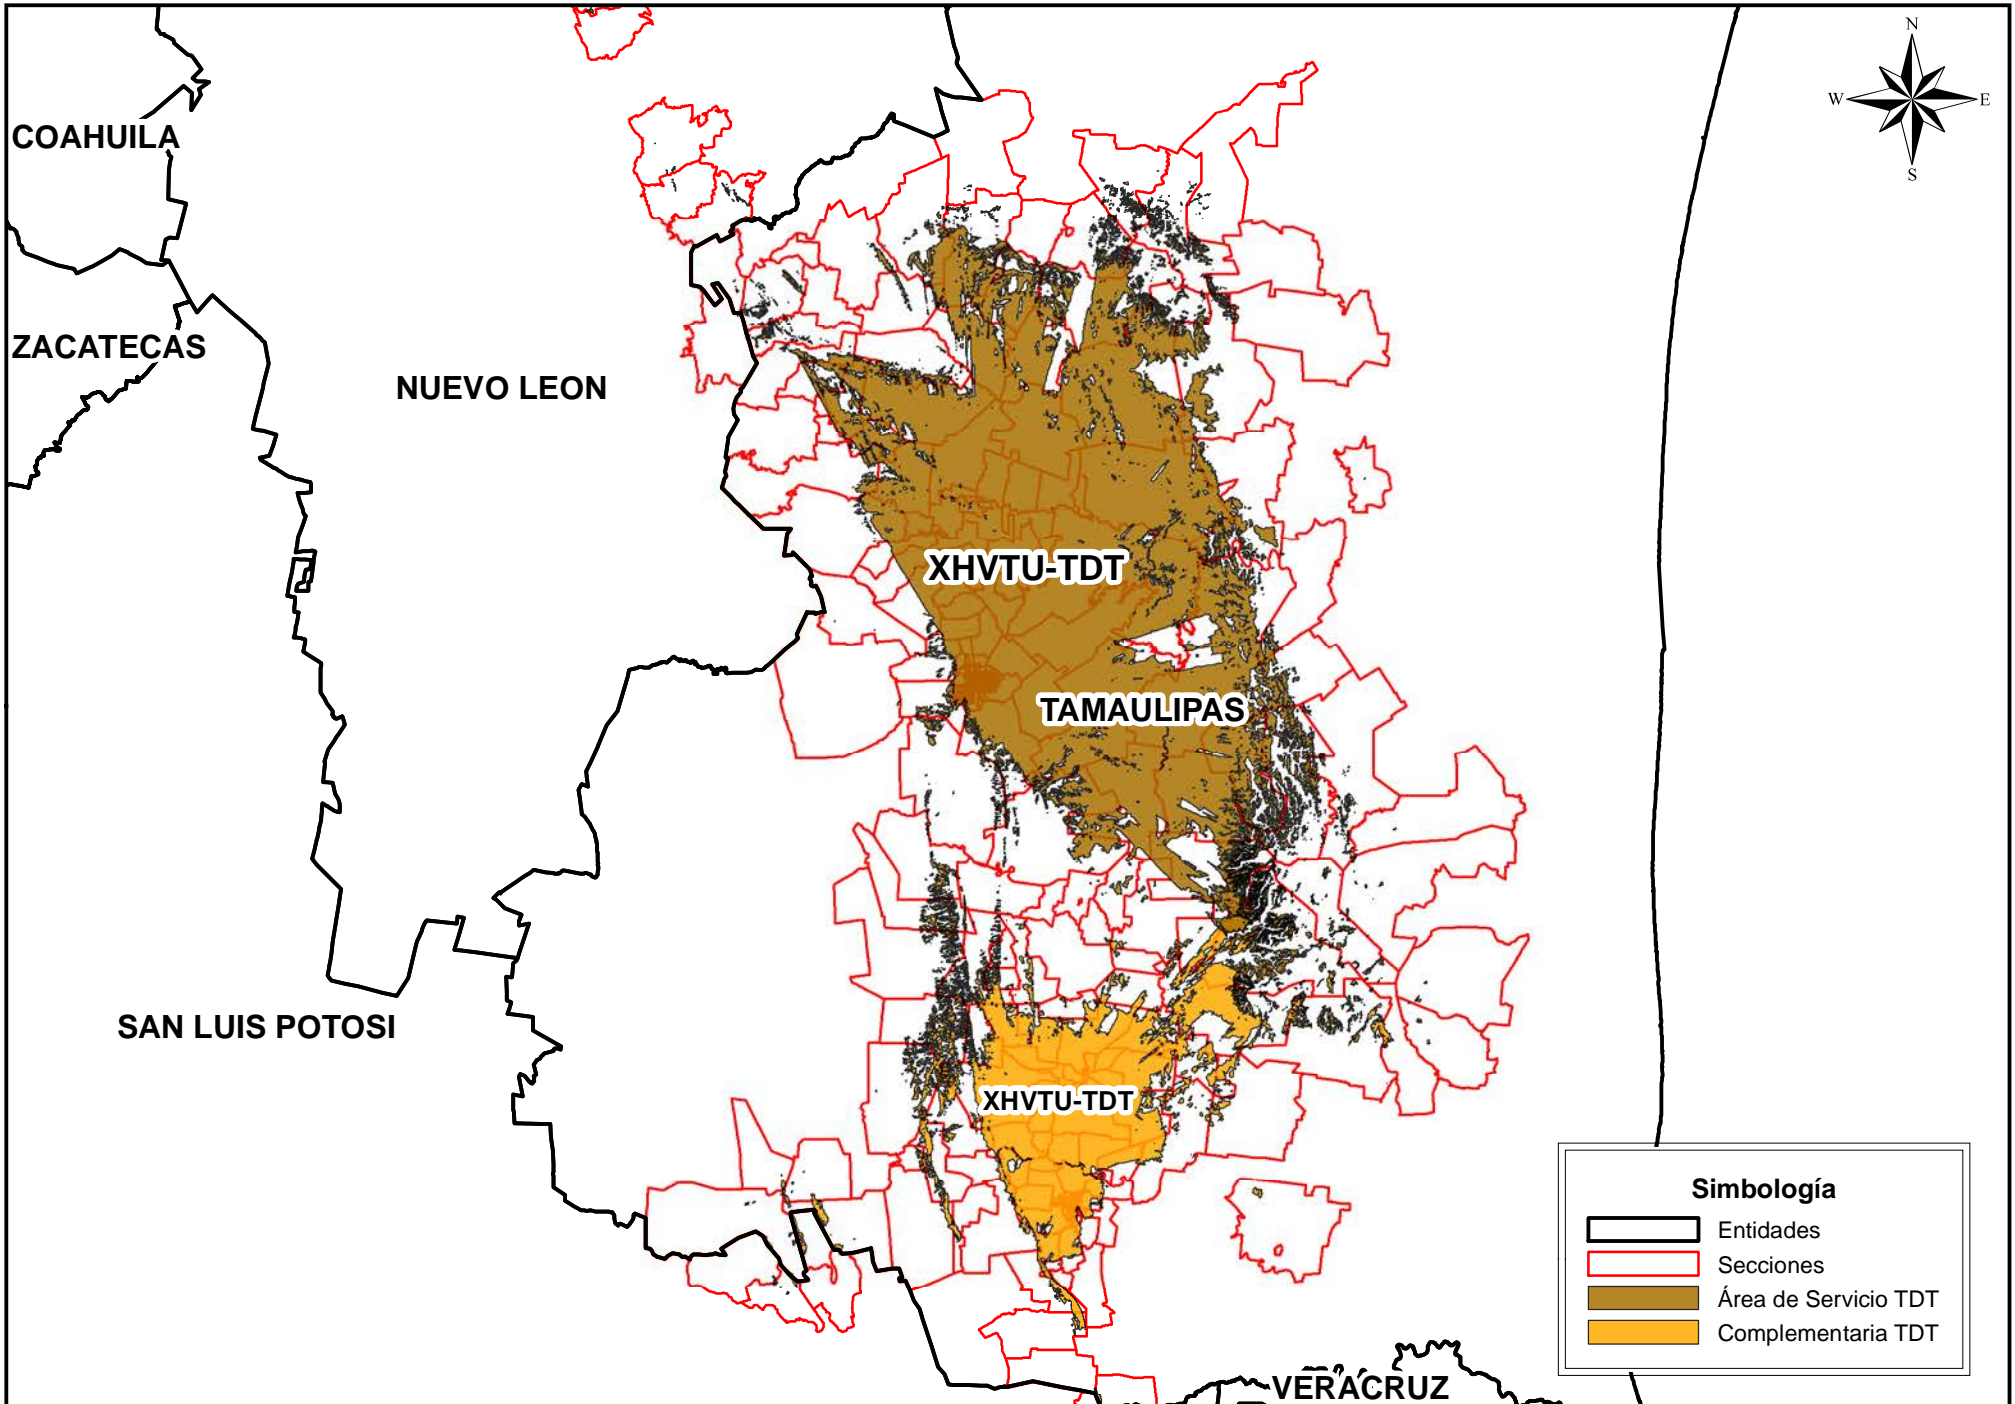 N
W E
S
COAHUILA
ZACATECAS
NUEVO LEON
XHVTU-TDT
TAMAULIPAS
SAN LUIS POTOSI
XHVTU-TDT
VERACRUZ
Simbología
Entidades
Secciones
Área de Servicio TDT
Complementaria TDT